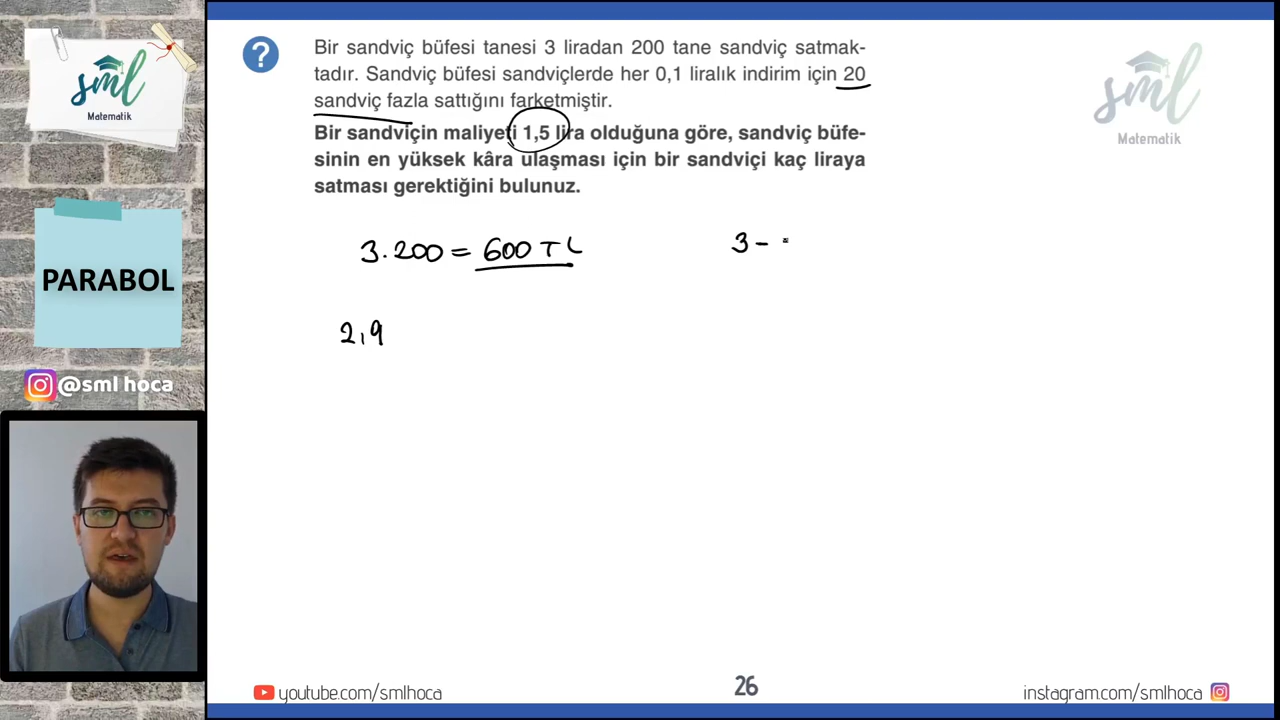 sml
Matematik
PARABOL
@sml hoca
?
Bir sandviç büfesi tanesi 3 liradan 200 tane sandviç satmak-
tadır. Sandviç büfesi sandviçlerde her 0,1 liralık indirim için 20
sandviç fazla sattığını farketmiştir.
Bir sandviçin maliyeti 1,5 lira olduğuna göre, sandviç büfe-
sinin en yüksek kâra ulaşması için bir sandviçi kaç liraya
satması gerektiğini bulunuz.
3.200 = 600 TL
3 -
2,9
sml
Matematik
youtube.com/smlhoca
26
instagram.com/smlhoca